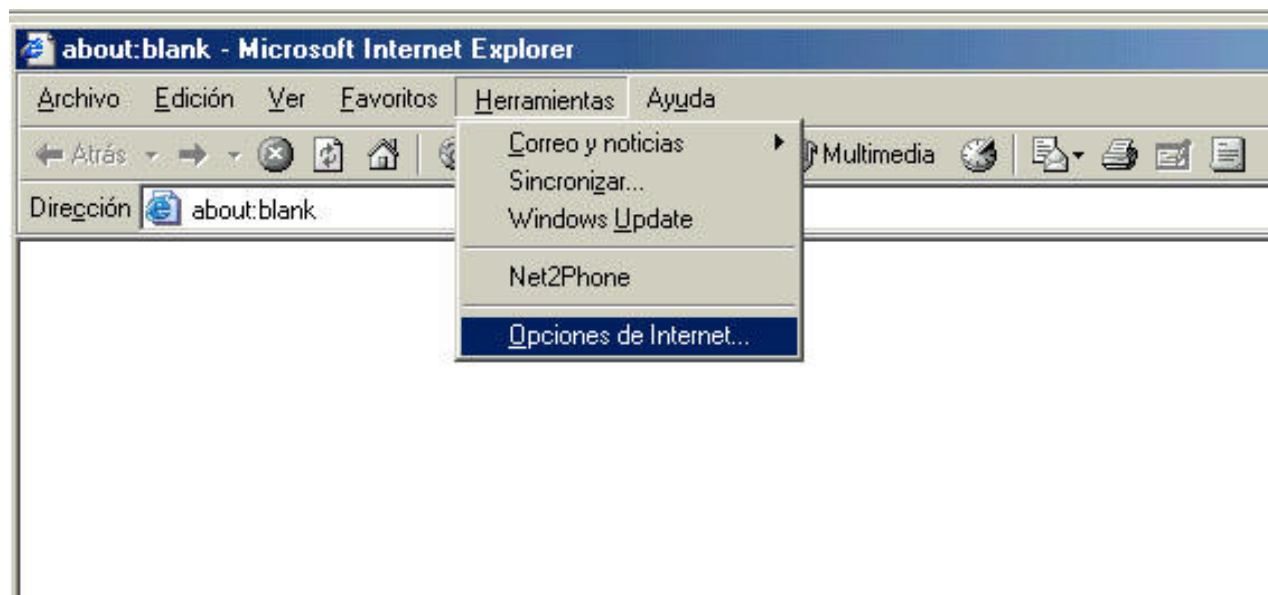 about:blank - Microsoft Internet Explorer
Archivo Edición Ver Favoritos Herramientas Ayuda
Atrás Multimedia
Dirección about:blank
Correo y noticias
Sincronizar...
Windows Update
Net2Phone
Opciones de Internet...